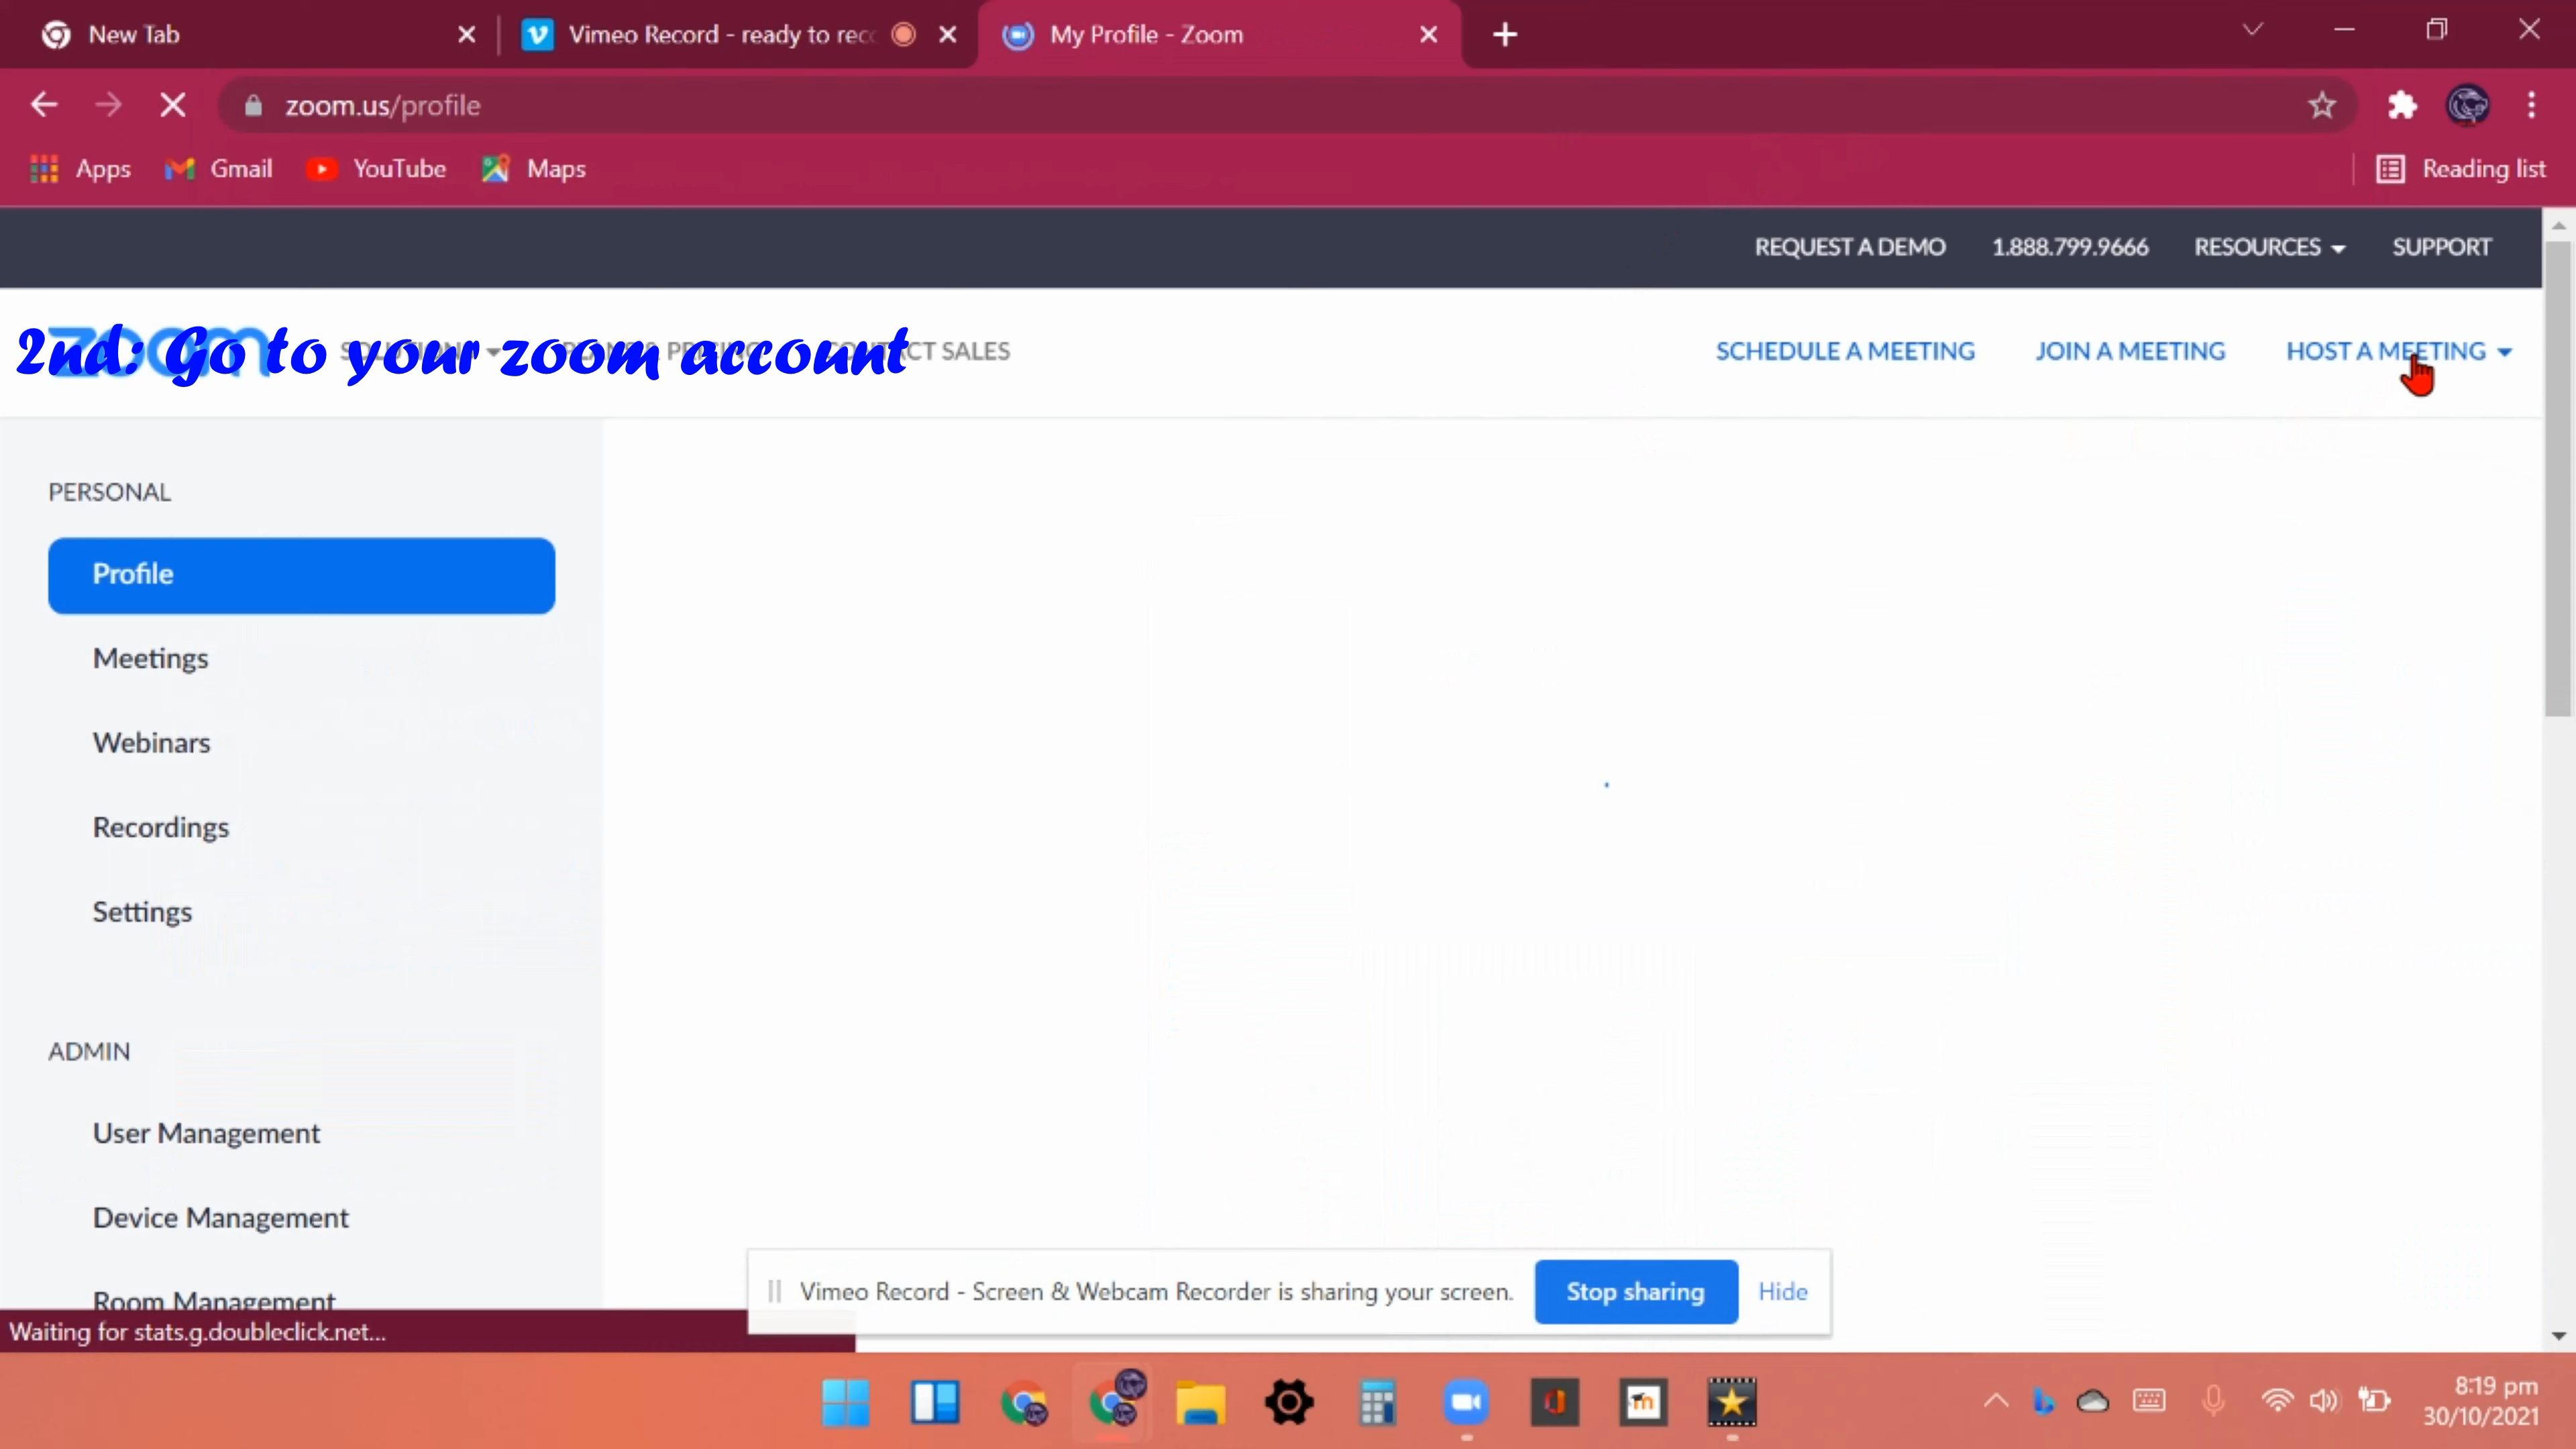 New Tab
Vimeo Record - ready to rec
My Profile - Zoom
zoom.us/profile
Apps
Gmail
YouTube
Maps
Reading list
REQUEST A DEMO
1.888.799.9666
RESOURCES
SUPPORT
2nd: Go to your zoom account
CONTACT SALES
SCHEDULE A MEETING
JOIN A MEETING
HOST A MEETING
PERSONAL
Profile
Meetings
Webinars
Recordings
Settings
ADMIN
User Management
Device Management
Room Management
Vimeo Record - Screen & Webcam Recorder is sharing your screen.
Stop sharing
Hide
Waiting for stats.g.doubleclick.net...
8:19 pm
30/10/2021